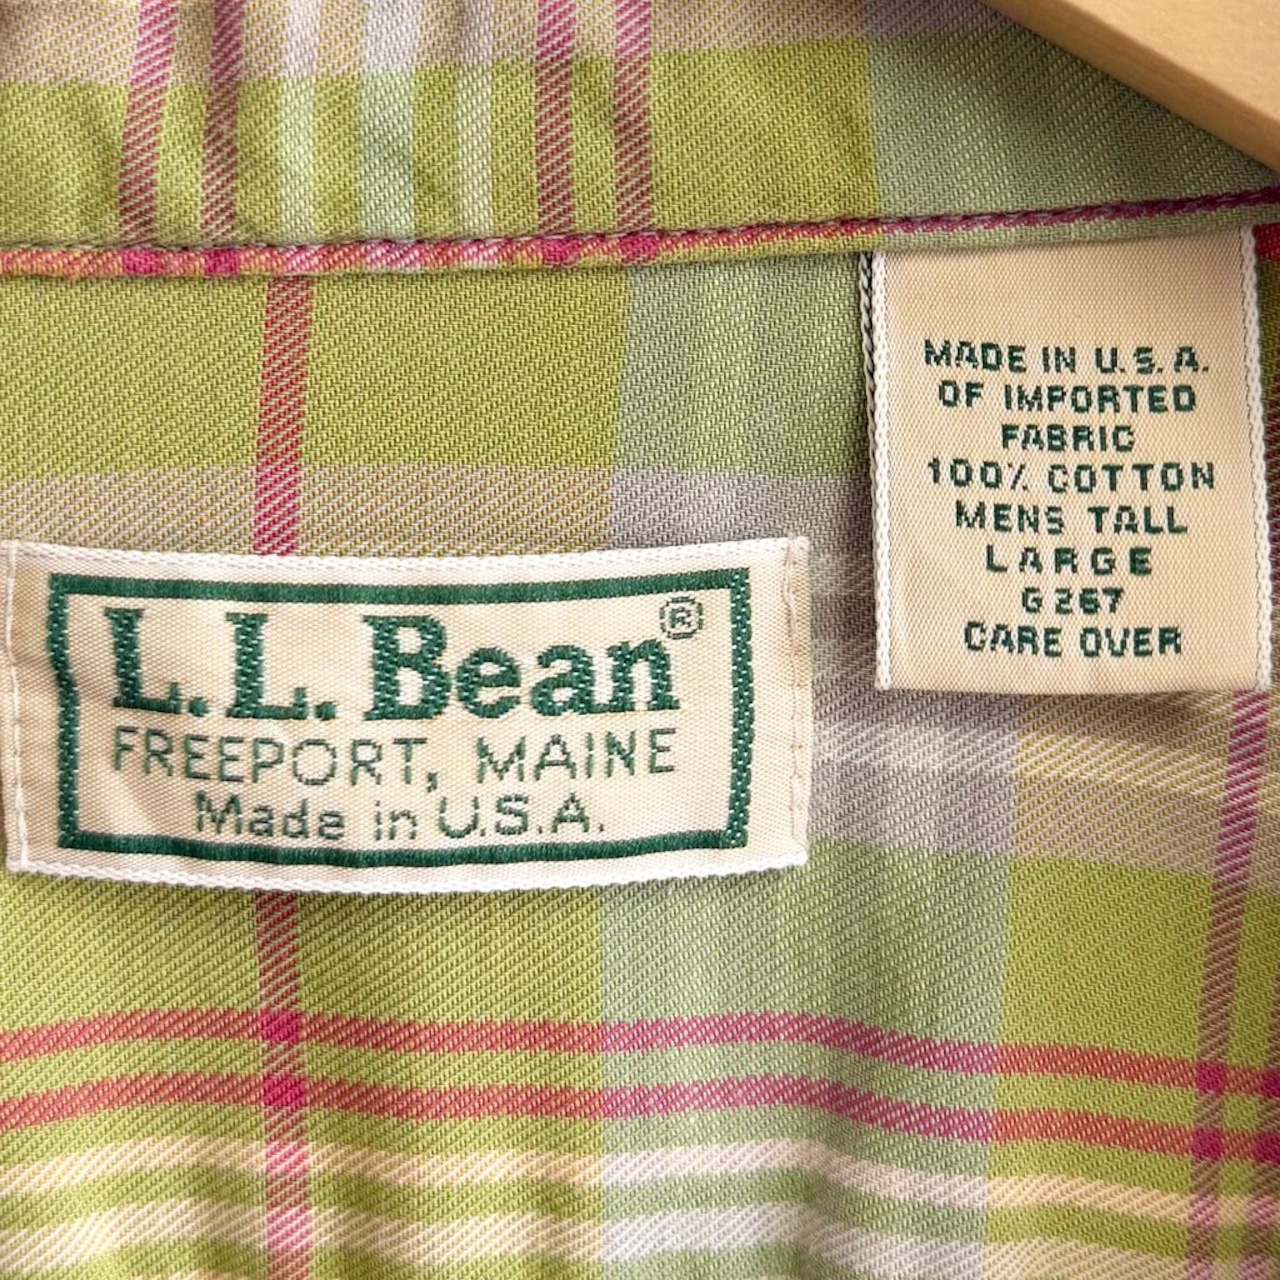 MADE IN U.S.A.
OF IMPORTED
FABRIC
100% COTTON
MENS TALL
LARGE
G 267
CARE OVER
L.L.Bean®
FREEPORT, MAINE
Made in U.S.A.